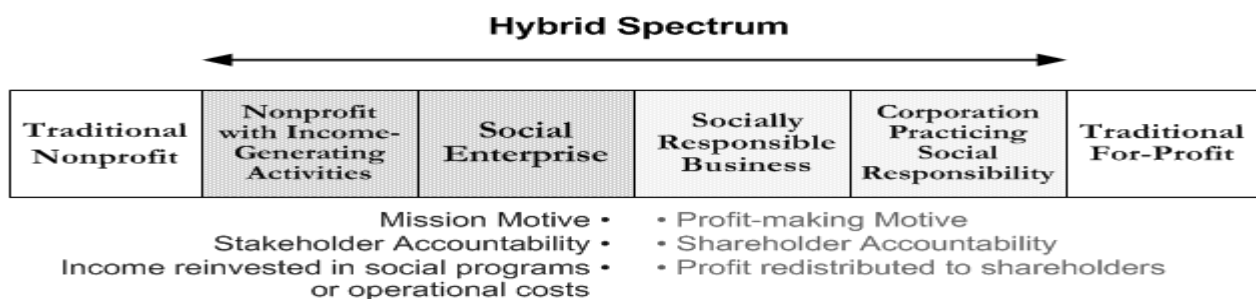 Hybrid Spectrum
Traditional
Nonprofit
Nonprofit
with Income-
Generating
Activities
Social
Enterprise
Socially
Responsible
Business
Corporation
Practicing
Social
Responsibility
Traditional
For-Profit
Mission Motive •
Stakeholder Accountability •
Income reinvested in social programs •
or operational costs
• Profit-making Motive
• Shareholder Accountability
• Profit redistributed to shareholders